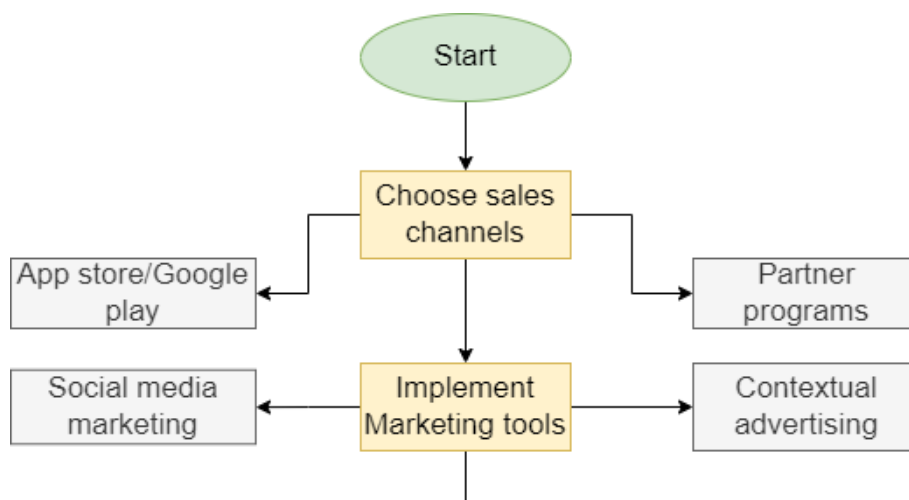 Start
Choose sales
channels
App store/Google
play
Partner
programs
Social media
marketing
Implement
Marketing tools
Contextual
advertising